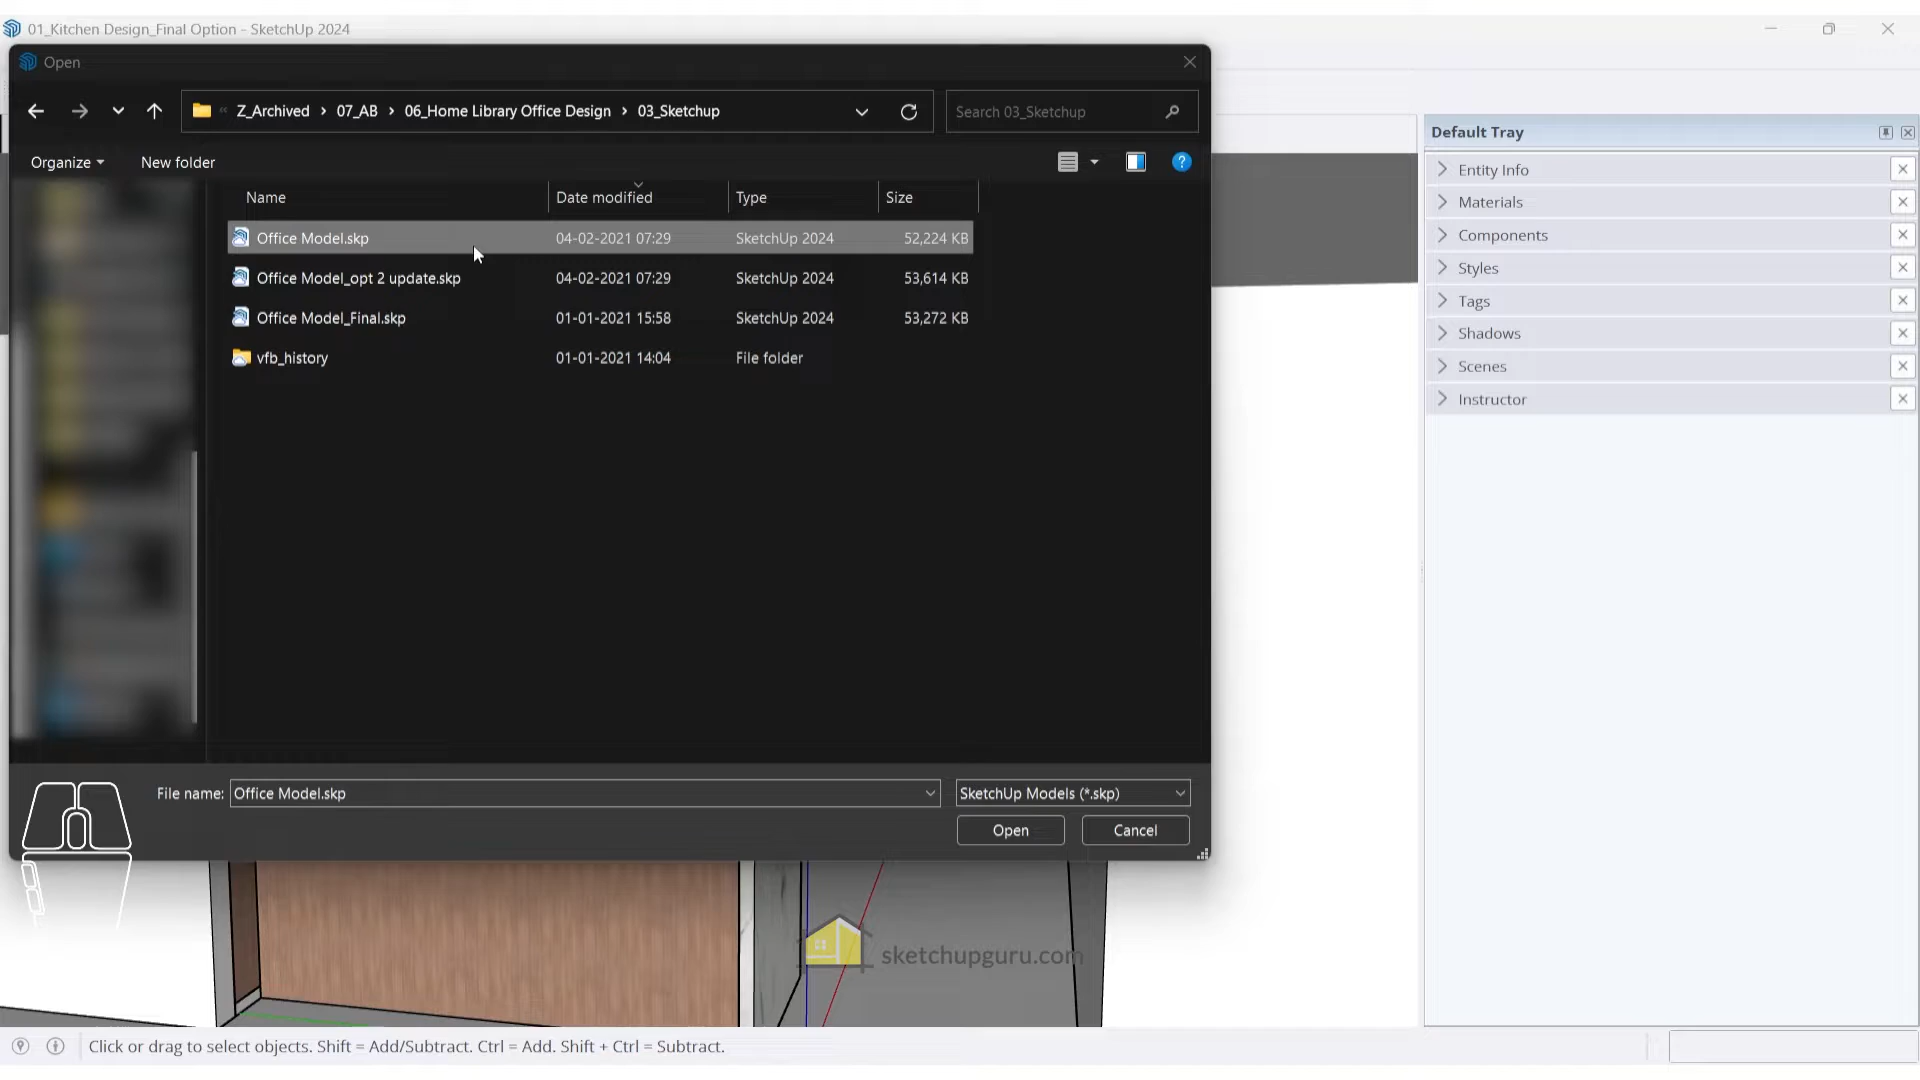 01_Kitchen Design_Final Option - SketchUp 2024
Open
Z_Archived > 07_AB > 06_Home Library Office Design > 03_Sketchup
Search 03_Sketchup
Organize
New folder
?
Name
Date modified
Type
Size
Office Model.skp
04-02-2021 07:29
SketchUp 2024
52,224 KB
Office Model_opt 2 update.skp
04-02-2021 07:29
SketchUp 2024
53,614 KB
Office Model_Final.skp
01-01-2021 15:58
SketchUp 2024
53,272 KB
vfb_history
01-01-2021 14:04
File folder
File name:
Office Model.skp
SketchUp Models (*.skp)
Open
Cancel
Default Tray
Entity Info
Materials
Components
Styles
Tags
Shadows
Scenes
Instructor
sketchupguru.com
Click or drag to select objects. Shift = Add/Subtract. Ctrl = Add. Shift + Ctrl = Subtract.